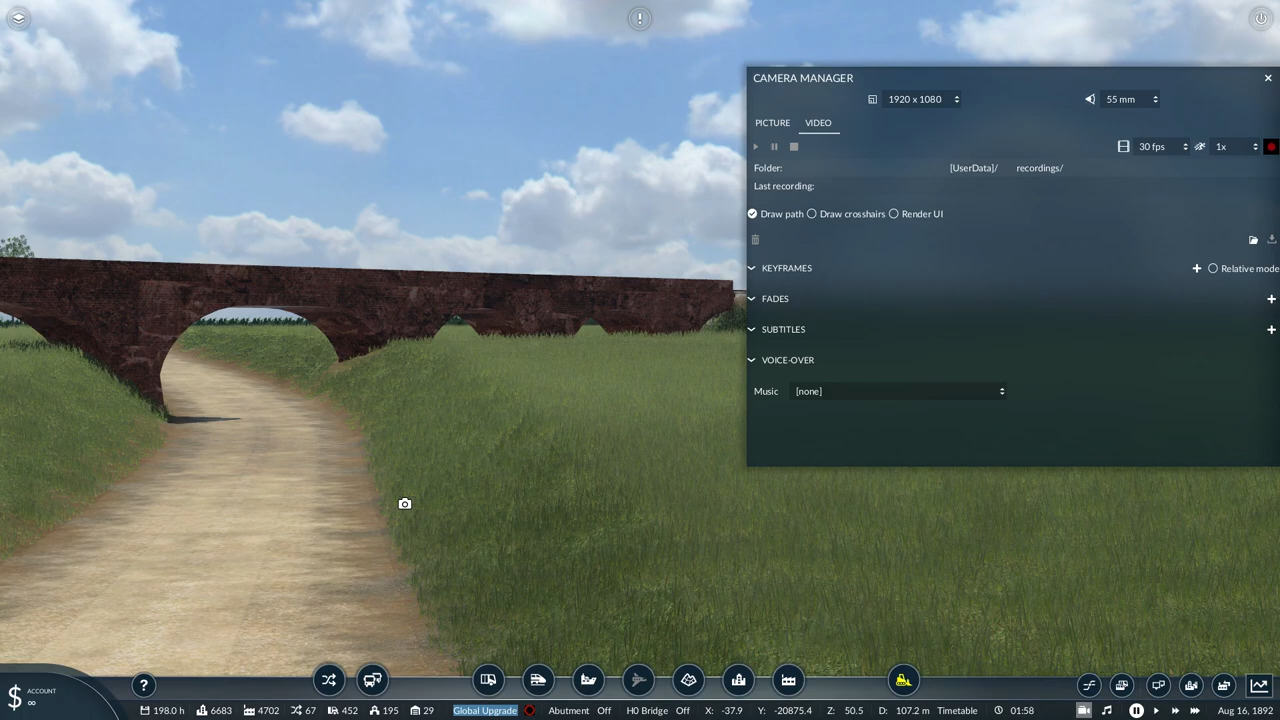 CAMERA MANAGER
1920 x 1080 55 mm
PICTURE VIDEO
30 fps 1x
Folder: [UserData]/ recordings/
Last recording:
Draw path Draw crosshairs Render UI
KEYFRAMES Relative mode
FADES
SUBTITLES
VOICE-OVER
Music [none]
$ ACCOUNT ∞
?
198.0 h 6683 4702 67 452 195 29 Global Upgrade Abutment Off H0 Bridge Off X: -37.9 Y: -20875.4 Z: 50.5 D: 107.2 m Timetable 01:58 Aug 16, 1892